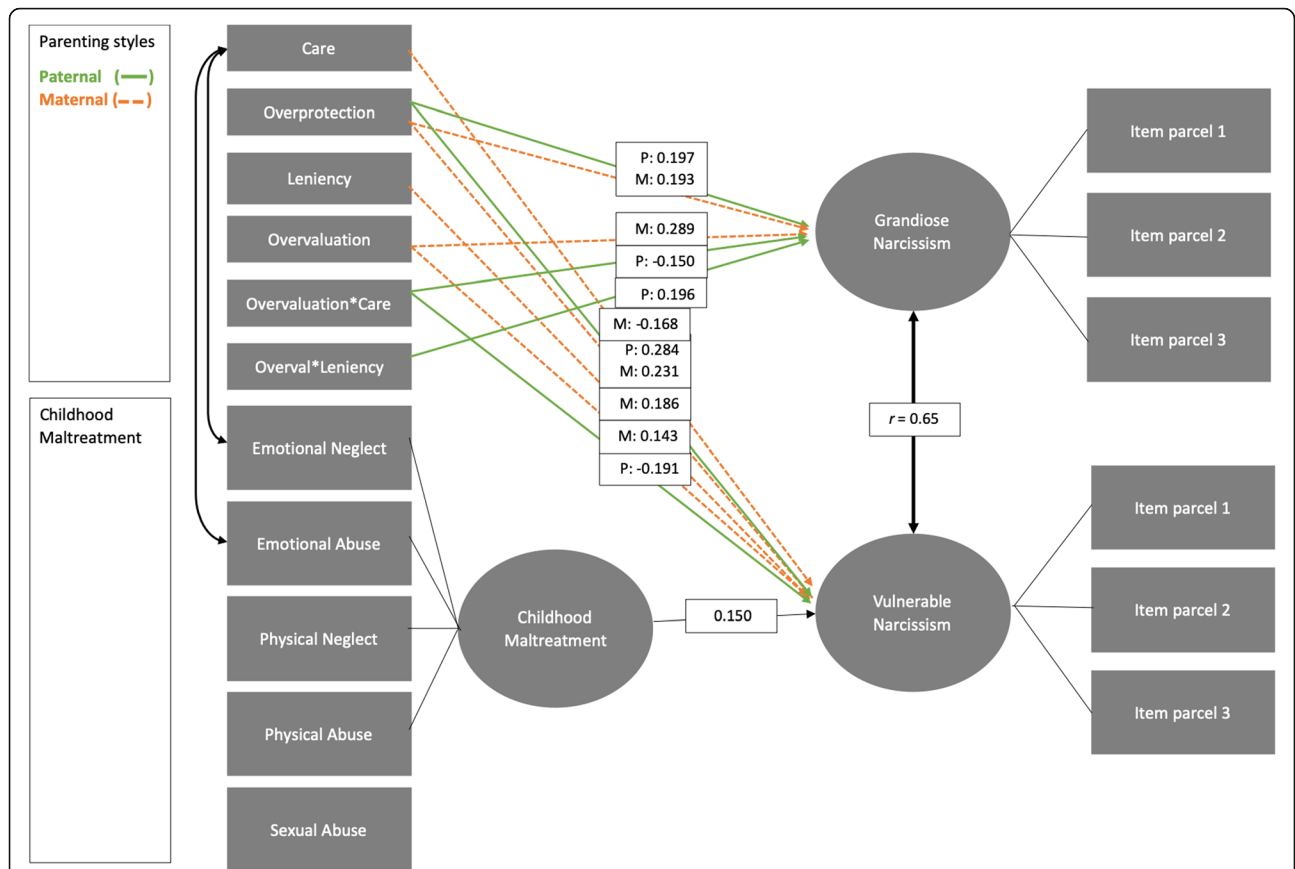 Parenting styles
Paternal (—)
Maternal (– –)
Care
Overprotection
Leniency
Overvaluation
Overvaluation*Care
Overval*Leniency
Childhood
Maltreatment
Emotional Neglect
Emotional Abuse
Physical Neglect
Physical Abuse
Sexual Abuse
P: 0.197
M: 0.193
M: 0.289
P: -0.150
P: 0.196
M: -0.168
P: 0.284
M: 0.231
M: 0.186
M: 0.143
P: -0.191
Childhood
Maltreatment
0.150
Grandiose
Narcissism
r = 0.65
Vulnerable
Narcissism
Item parcel 1
Item parcel 2
Item parcel 3
Item parcel 1
Item parcel 2
Item parcel 3